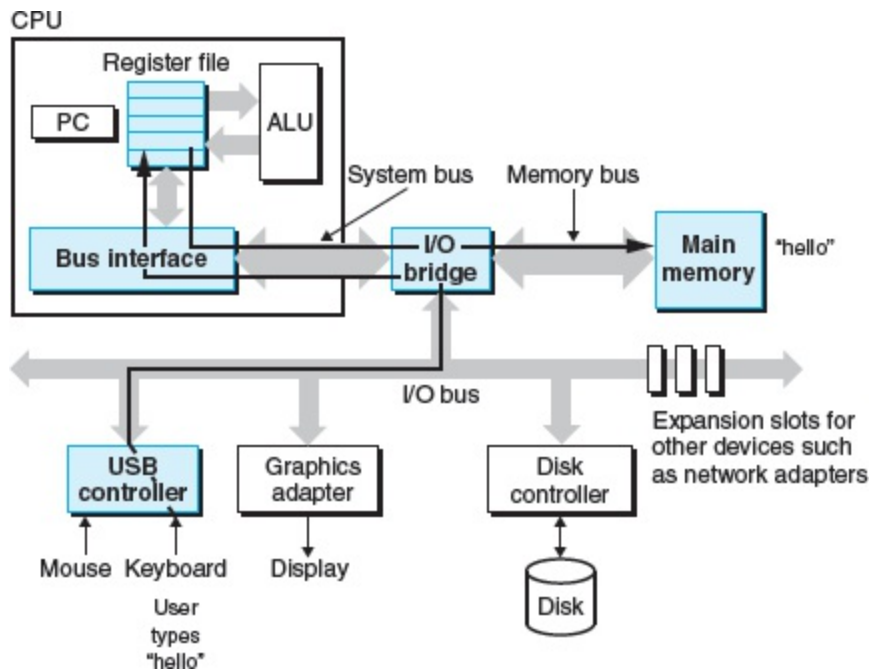 CPU
Register file
PC
ALU
System bus
Memory bus
Bus interface
I/O
bridge
Main
memory
"hello"
I/O bus
Expansion slots for
other devices such
as network adapters
USB
controller
Graphics
adapter
Disk
controller
Mouse
Keyboard
Display
User
types
"hello"
Disk